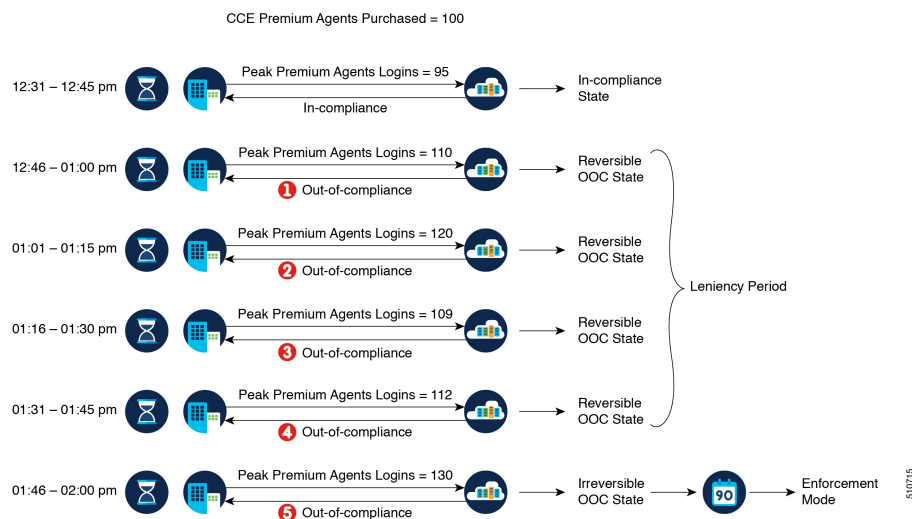 CCE Premium Agents Purchased = 100
12:31 – 12:45 pm
Peak Premium Agents Logins = 95
In-compliance
In-compliance
State
12:46 – 01:00 pm
Peak Premium Agents Logins = 110
1 Out-of-compliance
Reversible
OOC State
01:01 – 01:15 pm
Peak Premium Agents Logins = 120
2 Out-of-compliance
Reversible
OOC State
Leniency Period
01:16 – 01:30 pm
Peak Premium Agents Logins = 109
3 Out-of-compliance
Reversible
OOC State
01:31 – 01:45 pm
Peak Premium Agents Logins = 112
4 Out-of-compliance
Reversible
OOC State
01:46 – 02:00 pm
Peak Premium Agents Logins = 130
5 Out-of-compliance
Irreversible
OOC State
90
Enforcement
Mode
510715